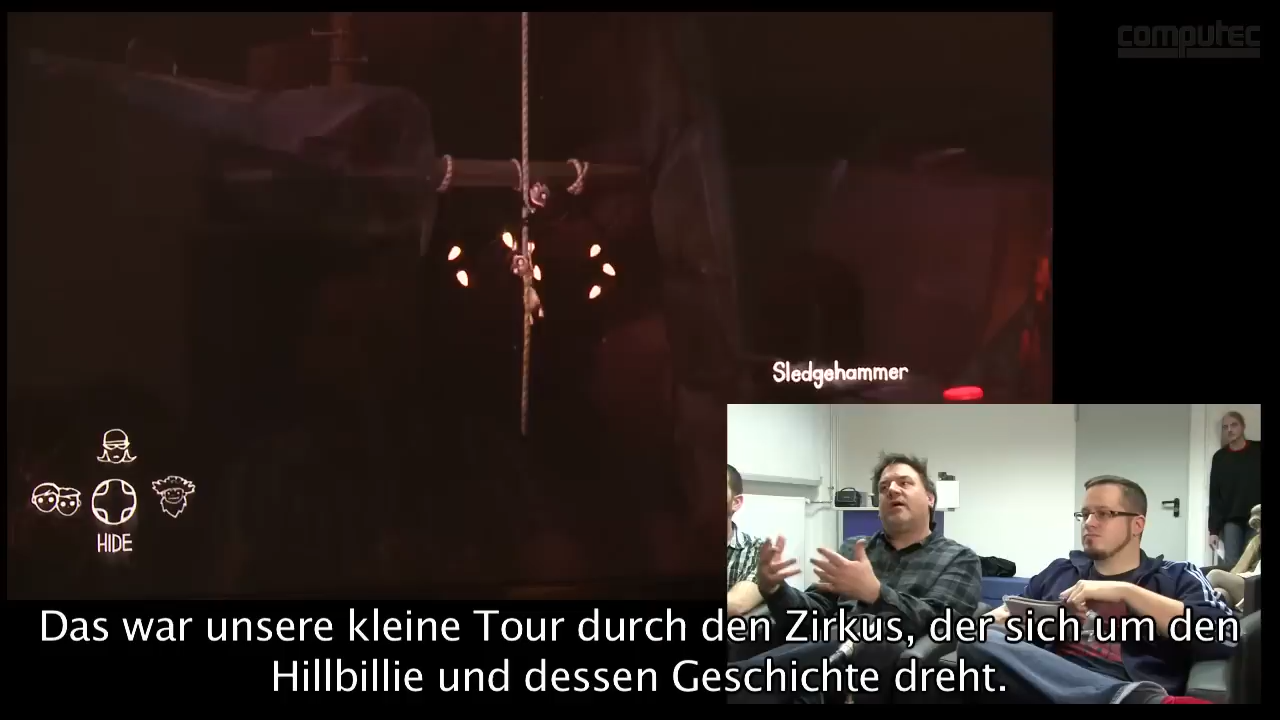 computec
Sledgehammer
HIDE
Das war unsere kleine Tour durch den Zirkus, der sich um den
Hillbillie und dessen Geschichte dreht.